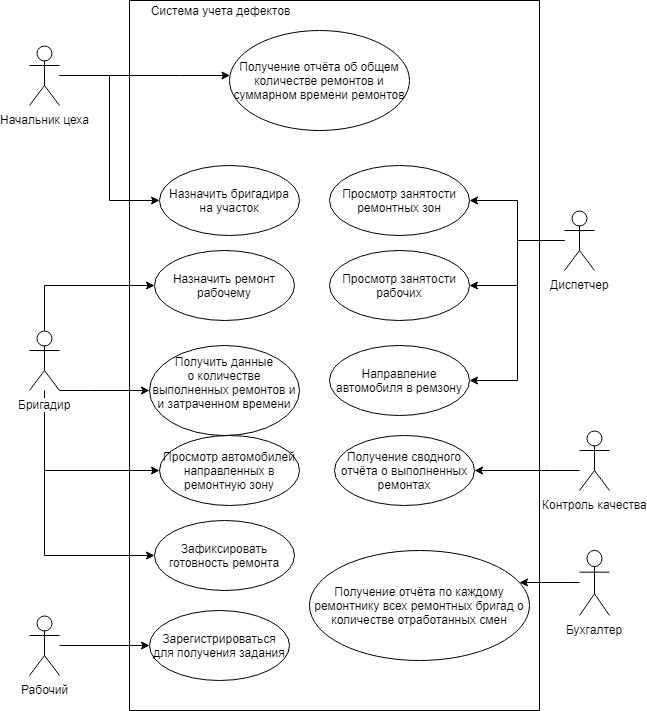 Система учета дефектов
Начальник цеха
Получение отчёта об общем
количестве ремонтов и
суммарном времени ремонтов
Назначить бригадира
на участок
Просмотр занятости
ремонтных зон
Диспетчер
Назначить ремонт
рабочему
Просмотр занятости
рабочих
Бригадир
Получить данные
о количестве
выполненных ремонтов и
и затраченном времени
Направление
автомобиля в ремзону
Просмотр автомобилей
направленных в
ремонтную зону
Получение сводного
отчёта о выполненных
ремонтах
Контроль качества
Зафиксировать
готовность ремонта
Получение отчёта по каждому
ремонтнику всех ремонтных бригад о
количестве отработанных смен
Бухгалтер
Рабочий
Зарегистрироваться
для получения задания